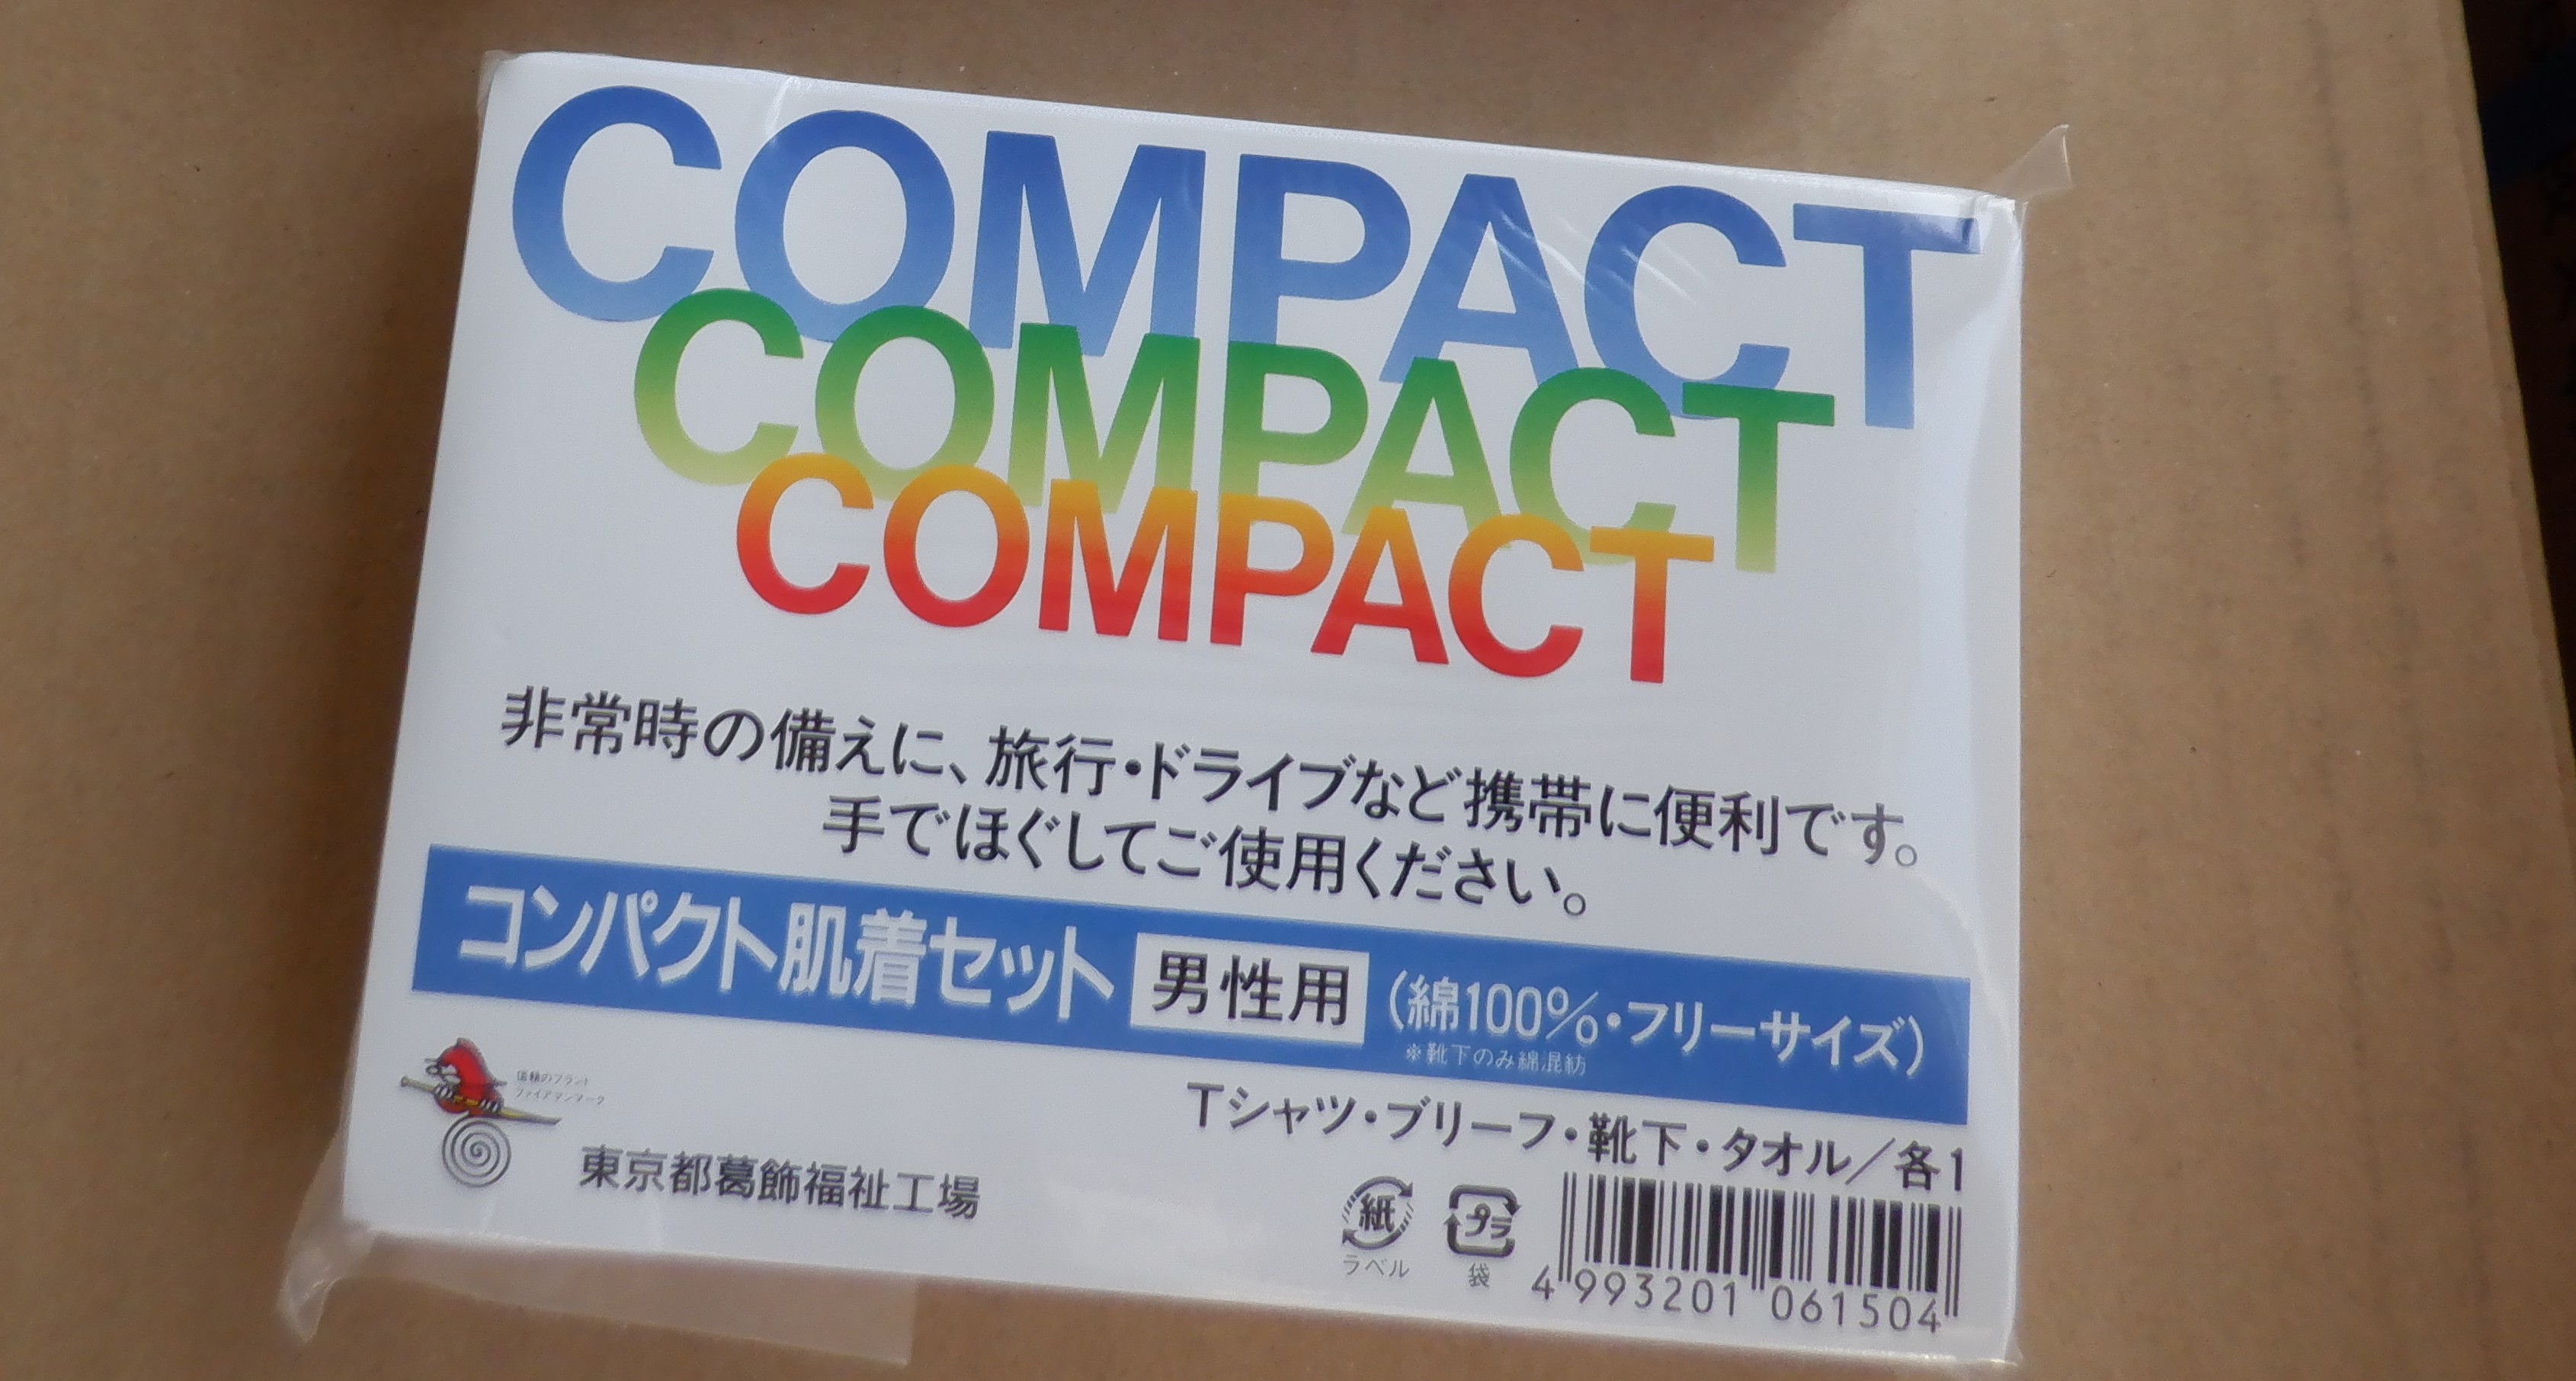 COMPACT
COMPACT
COMPACT
非常時の備えに、旅行・ドライブなど携帯に便利です。
手でほぐしてご使用ください。
コンパクト肌着セット 男性用 (綿100%・フリーサイズ)
※靴下のみ綿混紡
信頼のブランド
ファイアマンマーク
Tシャツ・ブリーフ・靴下・タオル/各1
東京都葛飾福祉工場
紙 プラ
ラベル 袋
4 993201 061504